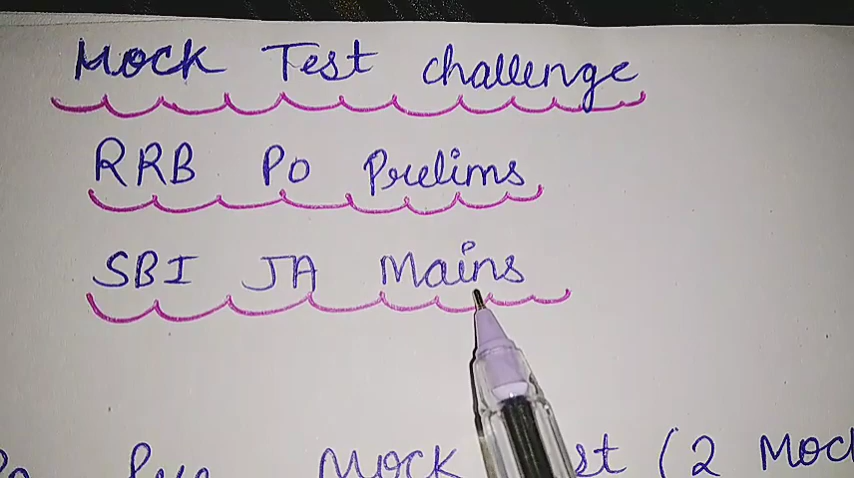 Mock Test challenge
RRB Po Prelims
SBI JA Mains
Mock (2 Moc